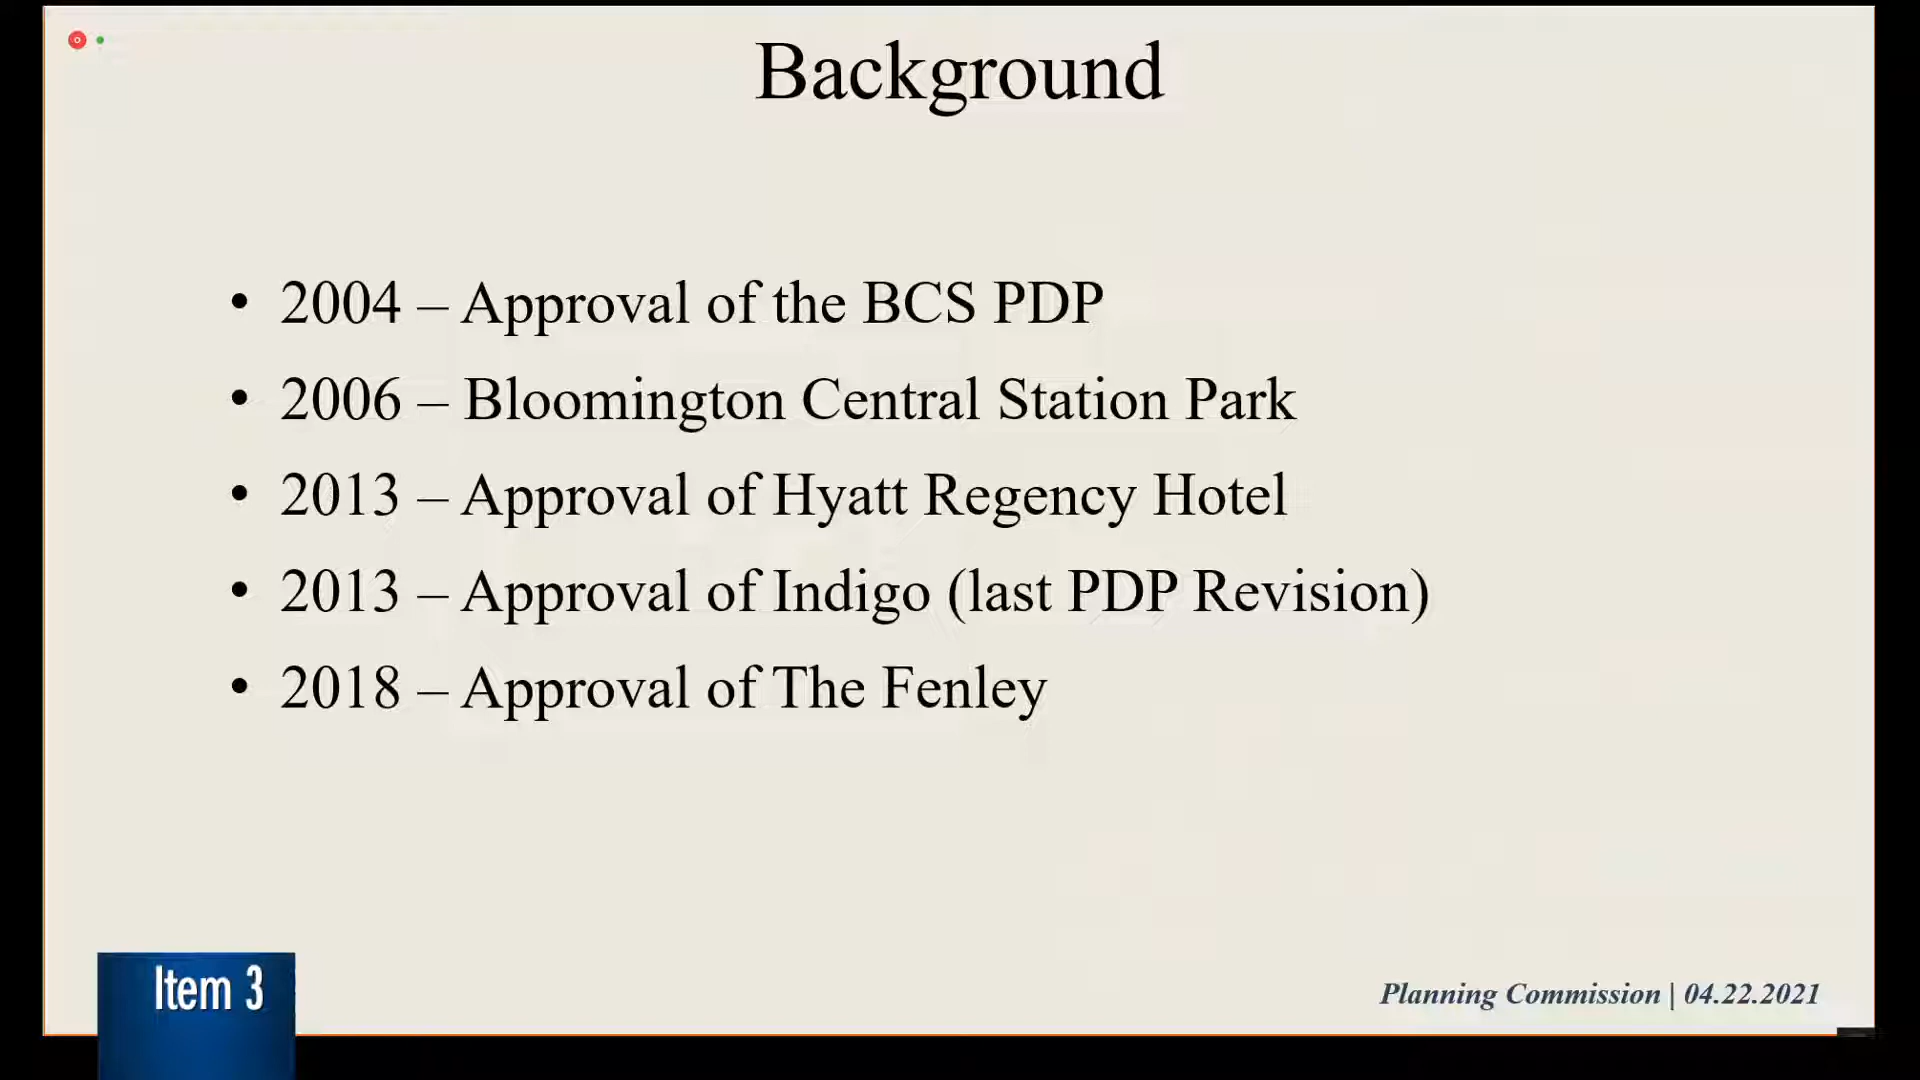 Background
• 2004 – Approval of the BCS PDP
• 2006 – Bloomington Central Station Park
• 2013 – Approval of Hyatt Regency Hotel
• 2013 – Approval of Indigo (last PDP Revision)
• 2018 – Approval of The Fenley
Item 3
Planning Commission | 04.22.2021